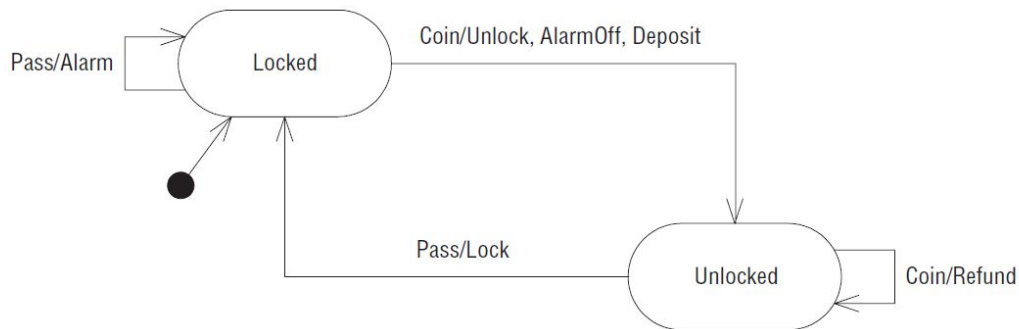 Coin/Unlock, AlarmOff, Deposit
Pass/Alarm
Locked
Pass/Lock
Unlocked
Coin/Refund